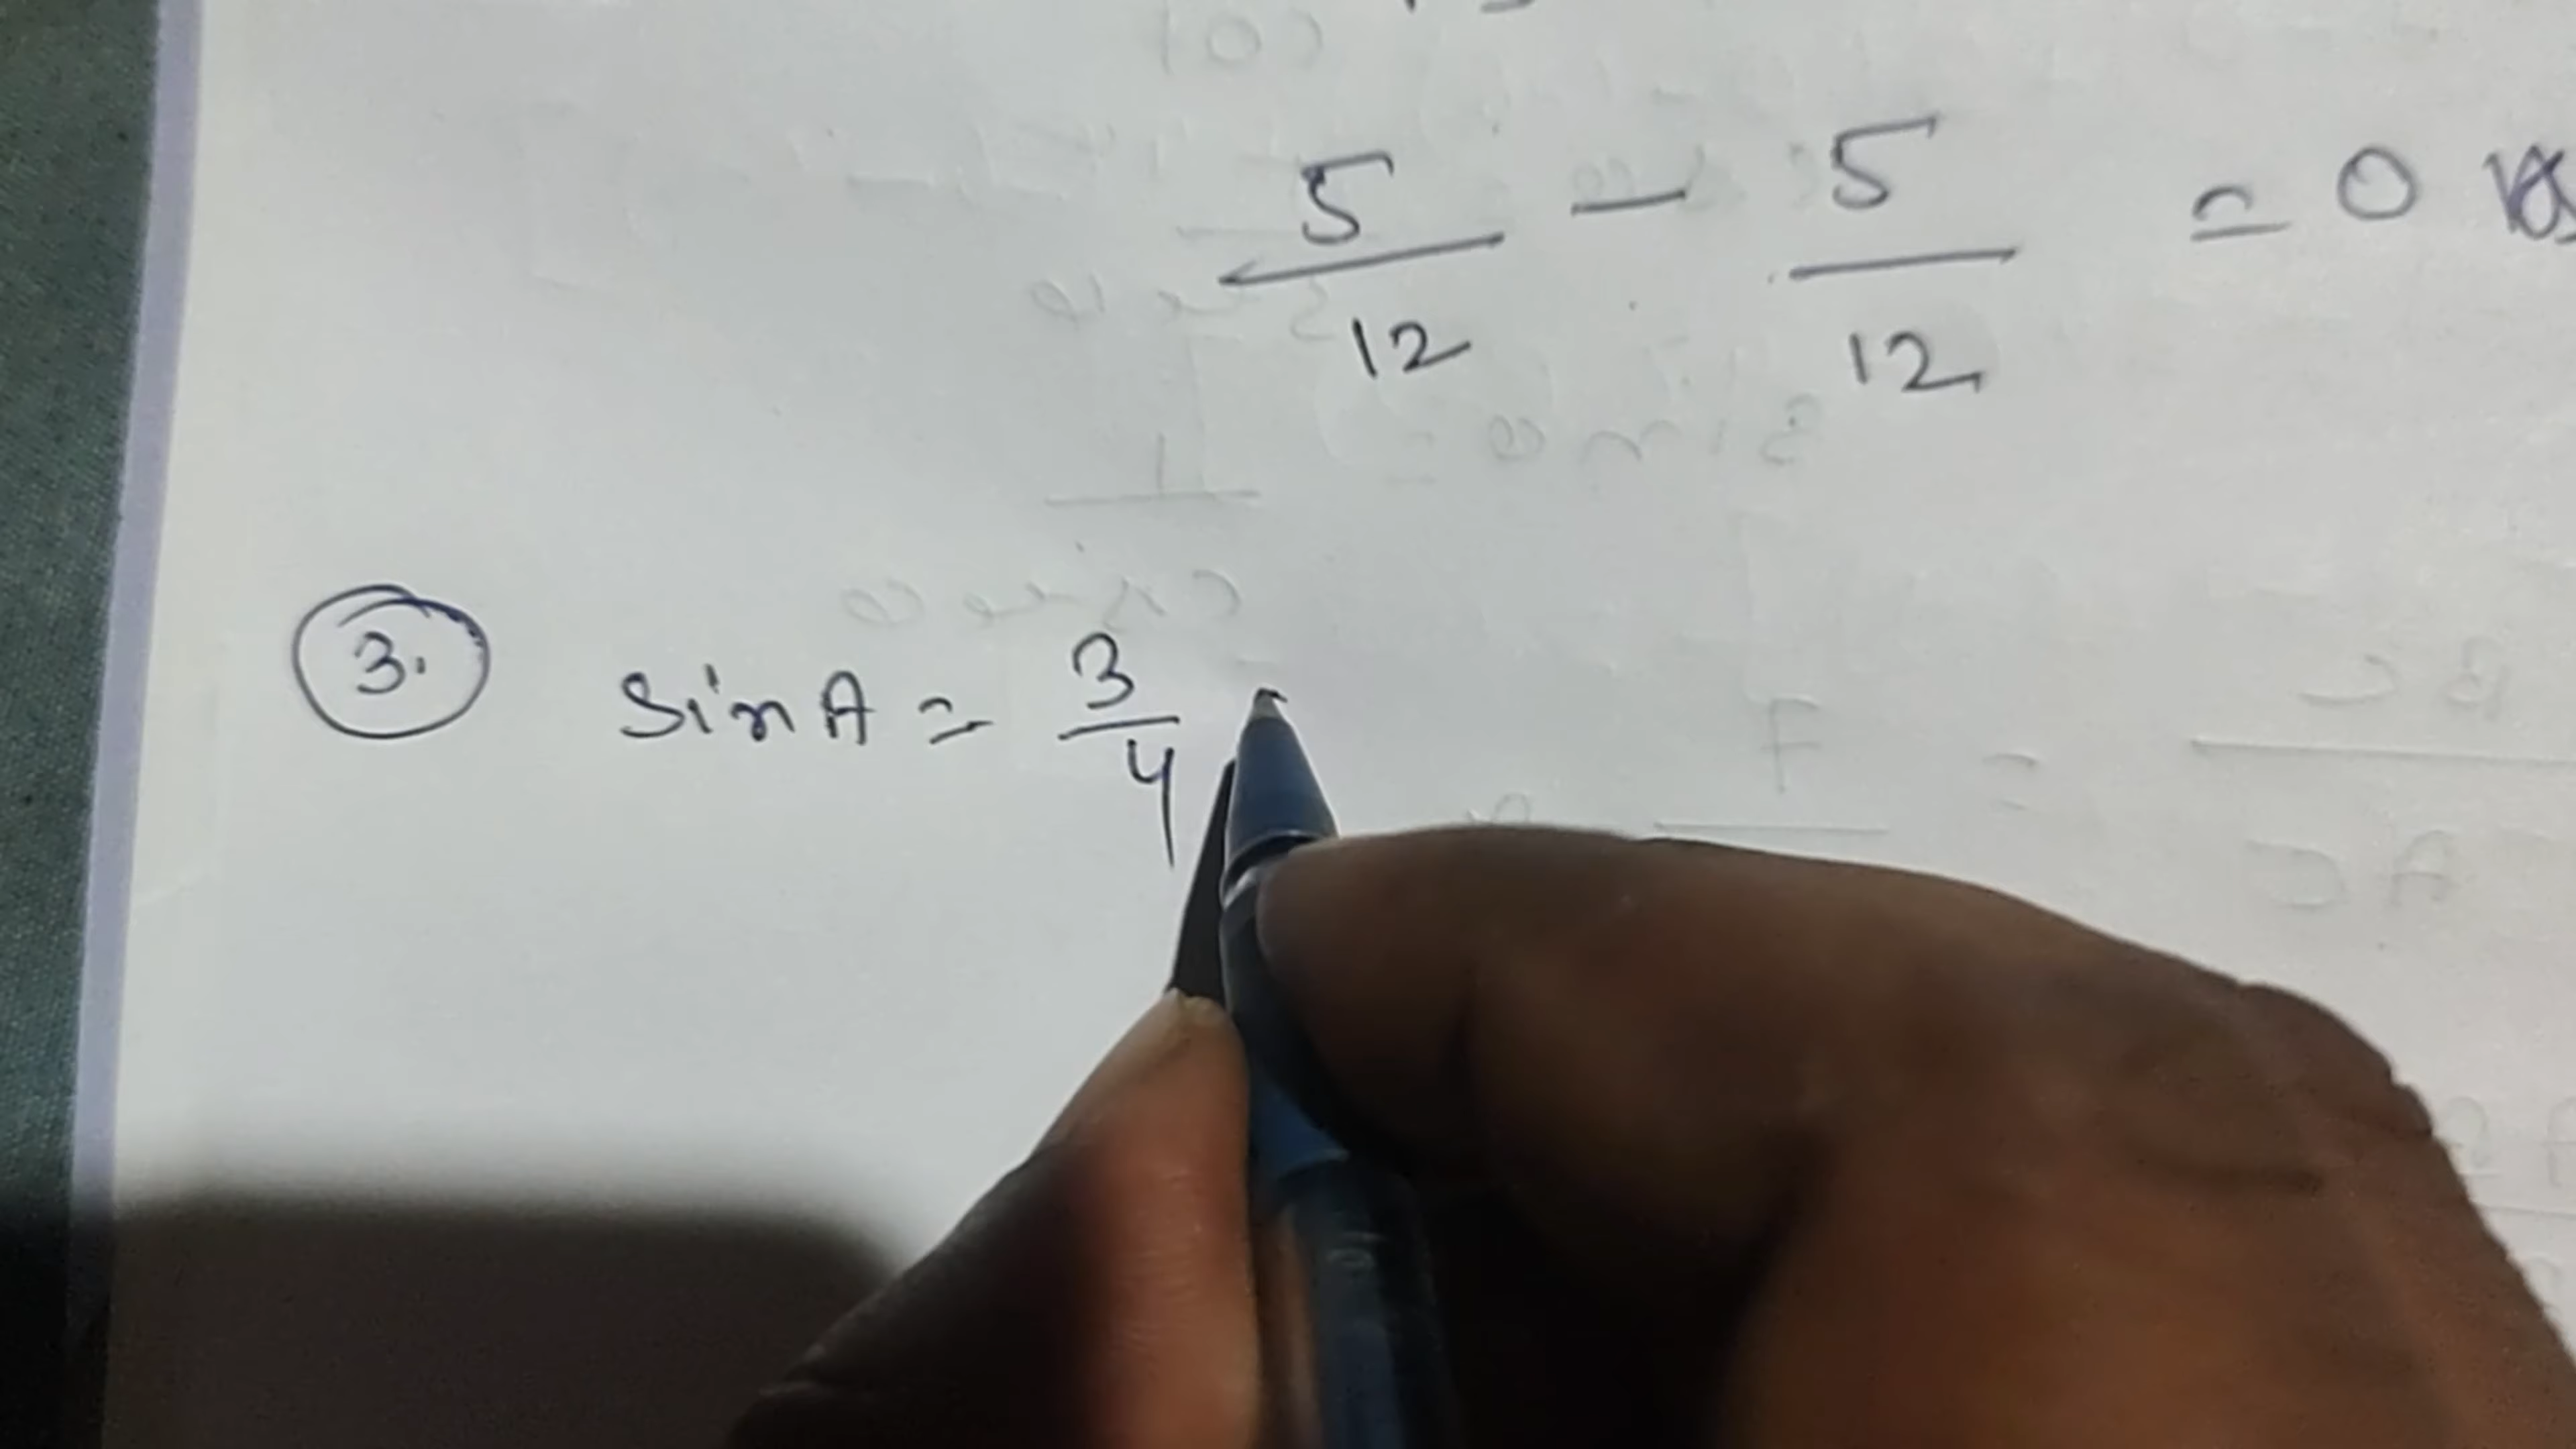 5/12 - 5/12 = 0
3. sin A = 3/4